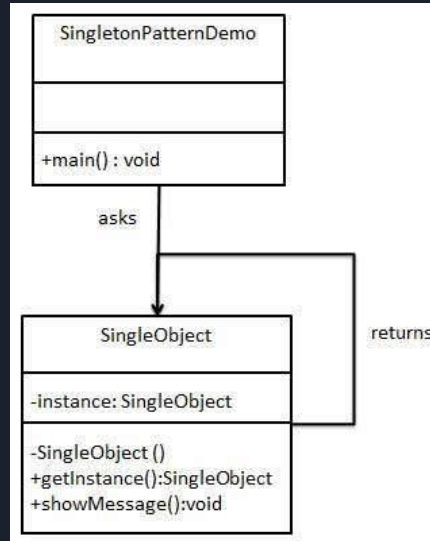 SingletonPatternDemo
+main() : void
asks
returns
SingleObject
-instance: SingleObject
-SingleObject ()
+getInstance():SingleObject
+showMessage():void